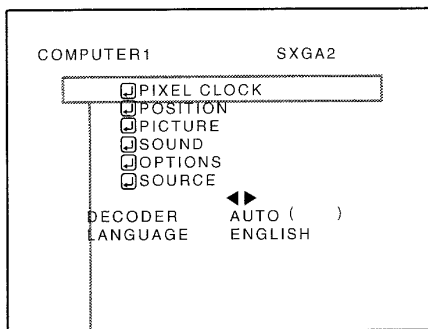 COMPUTER1 SXGA2
PIXEL CLOCK
POSITION
PICTURE
SOUND
OPTIONS
SOURCE
DECODER AUTO ( )
LANGUAGE ENGLISH